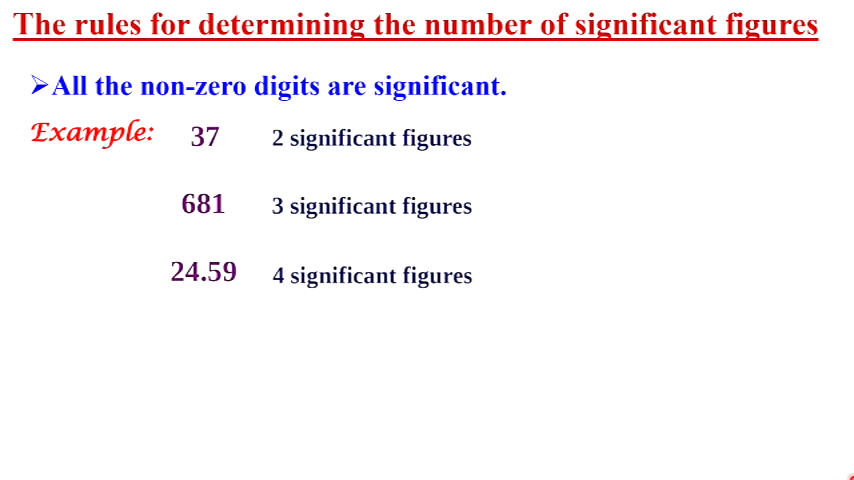 The rules for determining the number of significant figures
➢All the non-zero digits are significant.
Example: 37 2 significant figures
681 3 significant figures
24.59 4 significant figures